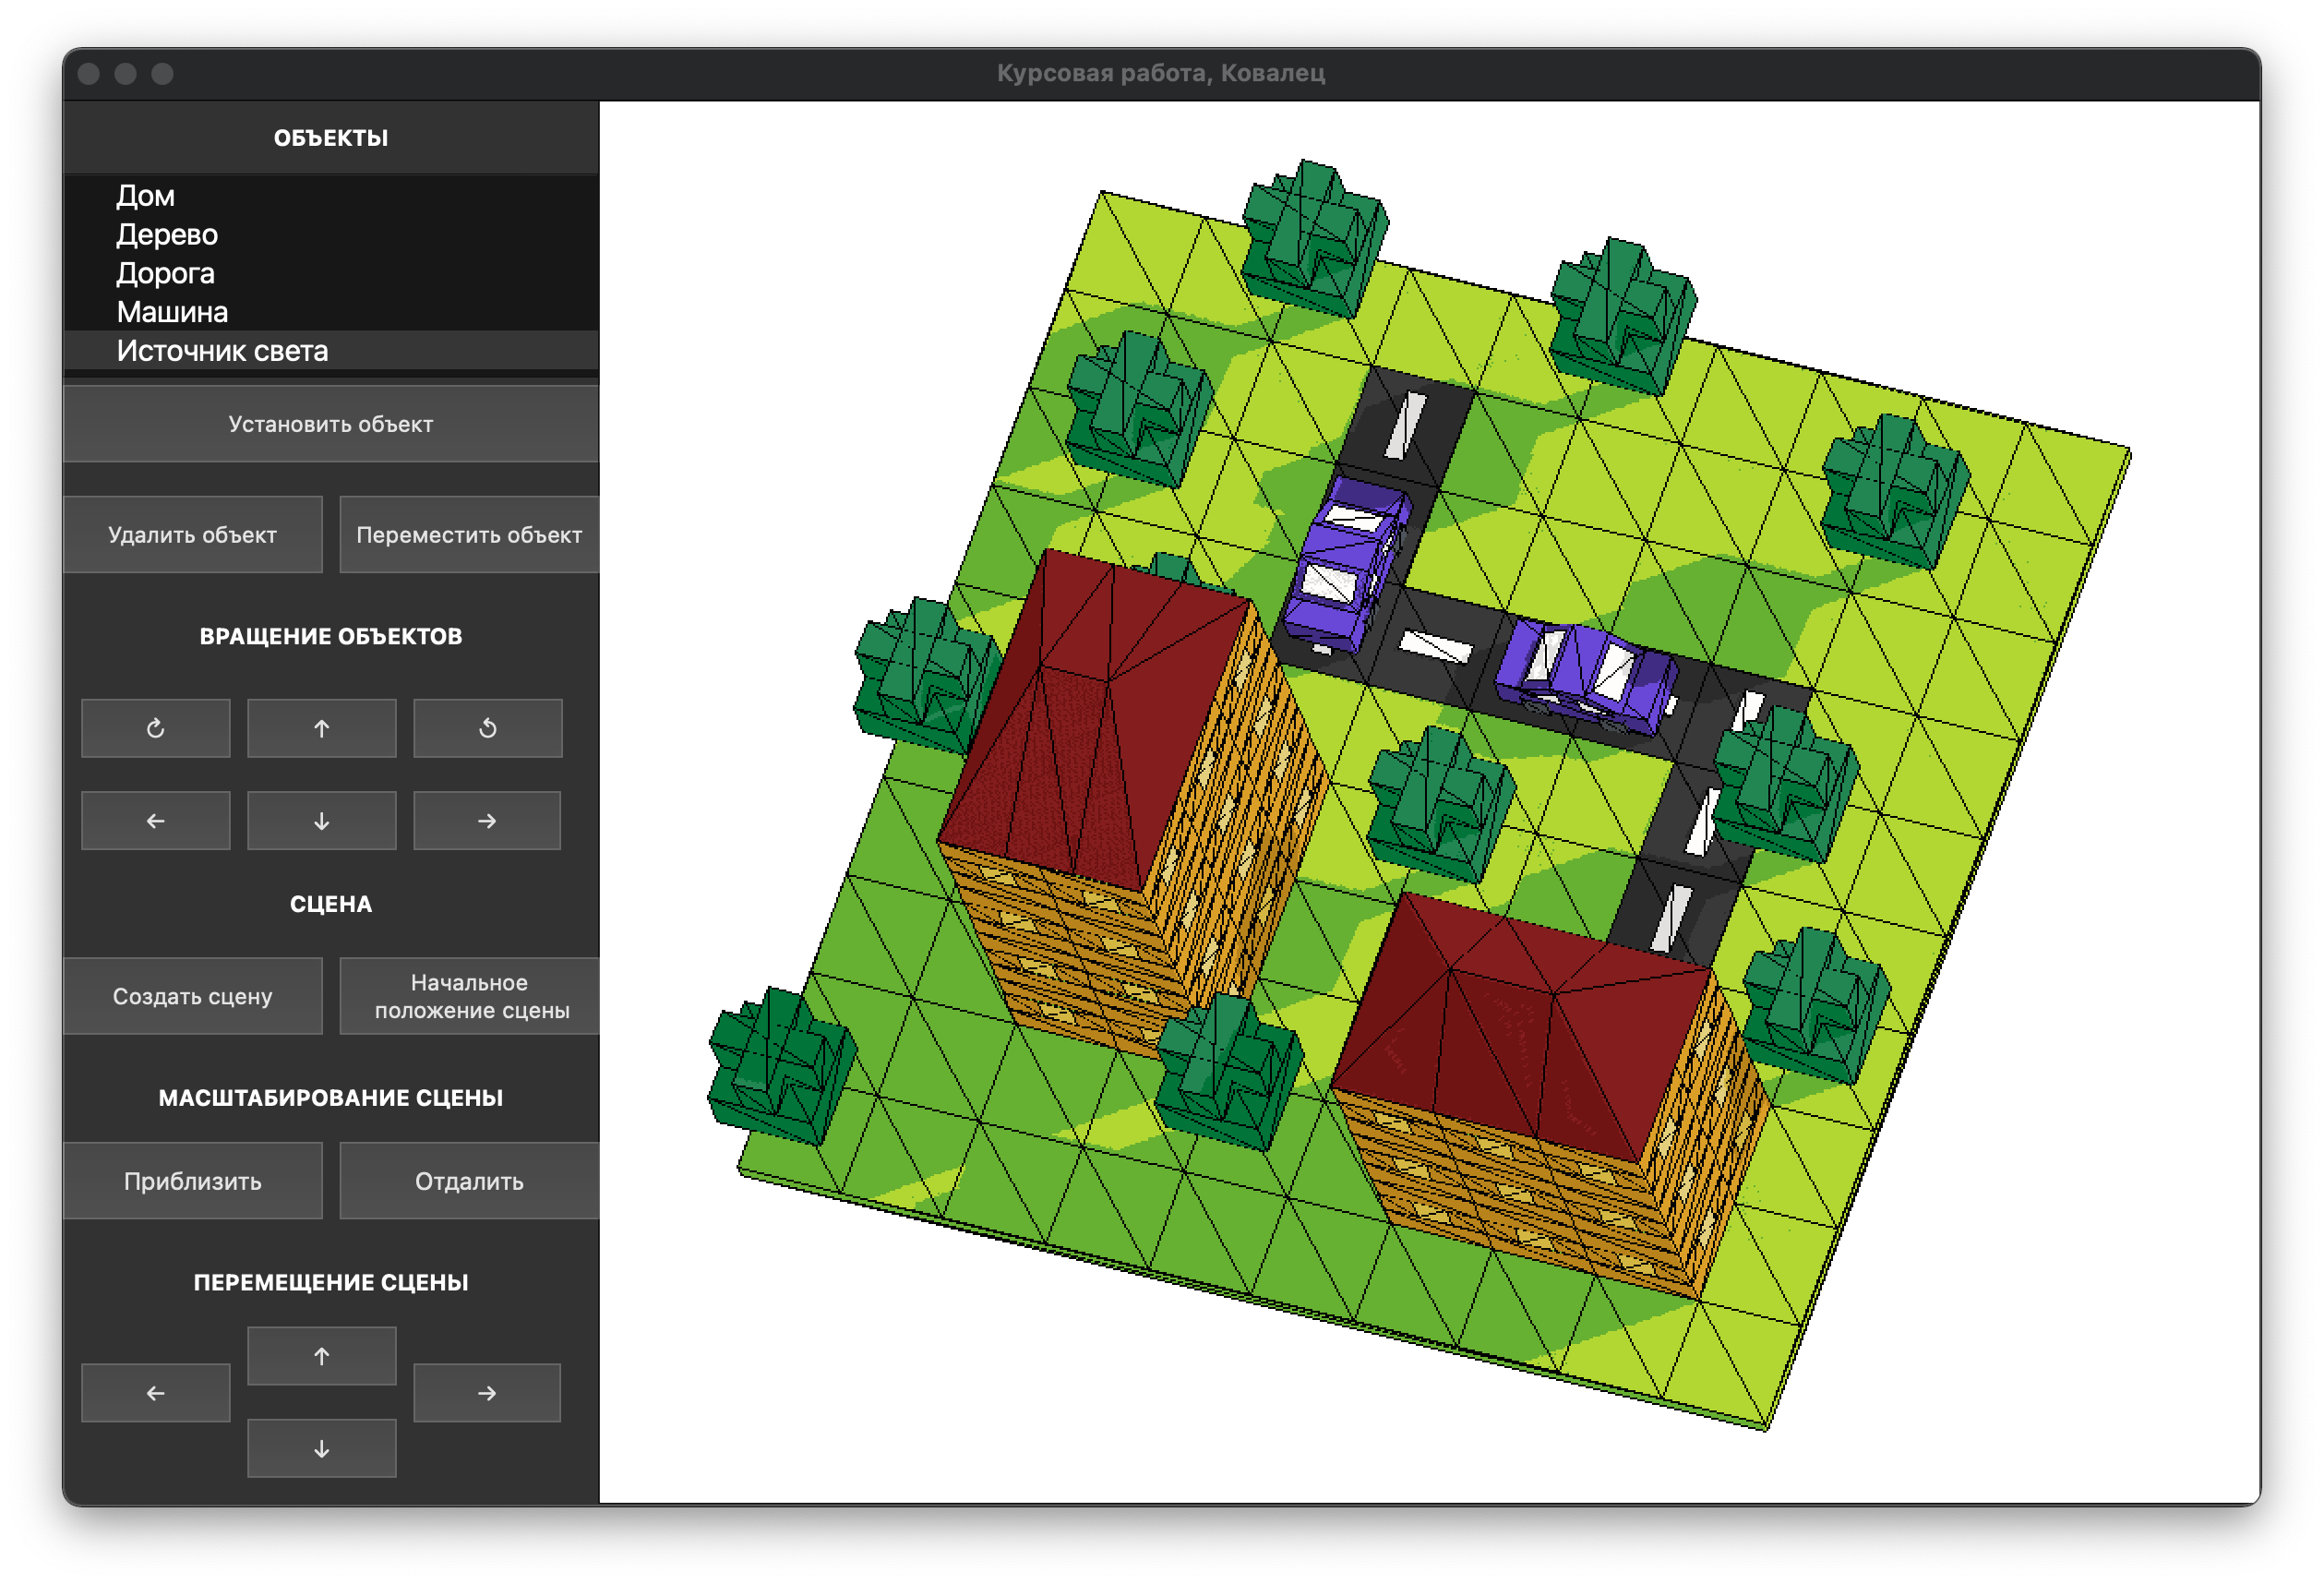 Курсовая работа, Ковалец
ОБЪЕКТЫ
Дом
Дерево
Дорога
Машина
Источник света
Установить объект
Удалить объект
Переместить объект
ВРАЩЕНИЕ ОБЪЕКТОВ
↻ ↑ ↺
← ↓ →
СЦЕНА
Создать сцену
Начальное
положение сцены
МАСШТАБИРОВАНИЕ СЦЕНЫ
Приблизить
Отдалить
ПЕРЕМЕЩЕНИЕ СЦЕНЫ
↑
← →
↓